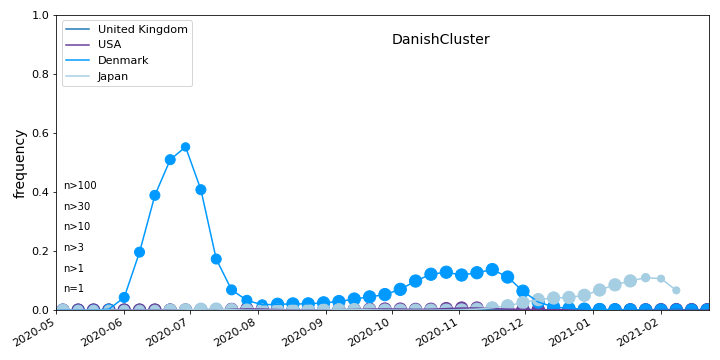 DanishCluster
United Kingdom
USA
Denmark
Japan
frequency
1.0
0.8
0.6
0.4
0.2
0.0
n>100
n>30
n>10
n>3
n>1
n=1
2020-05
2020-06
2020-07
2020-08
2020-09
2020-10
2020-11
2020-12
2021-01
2021-02